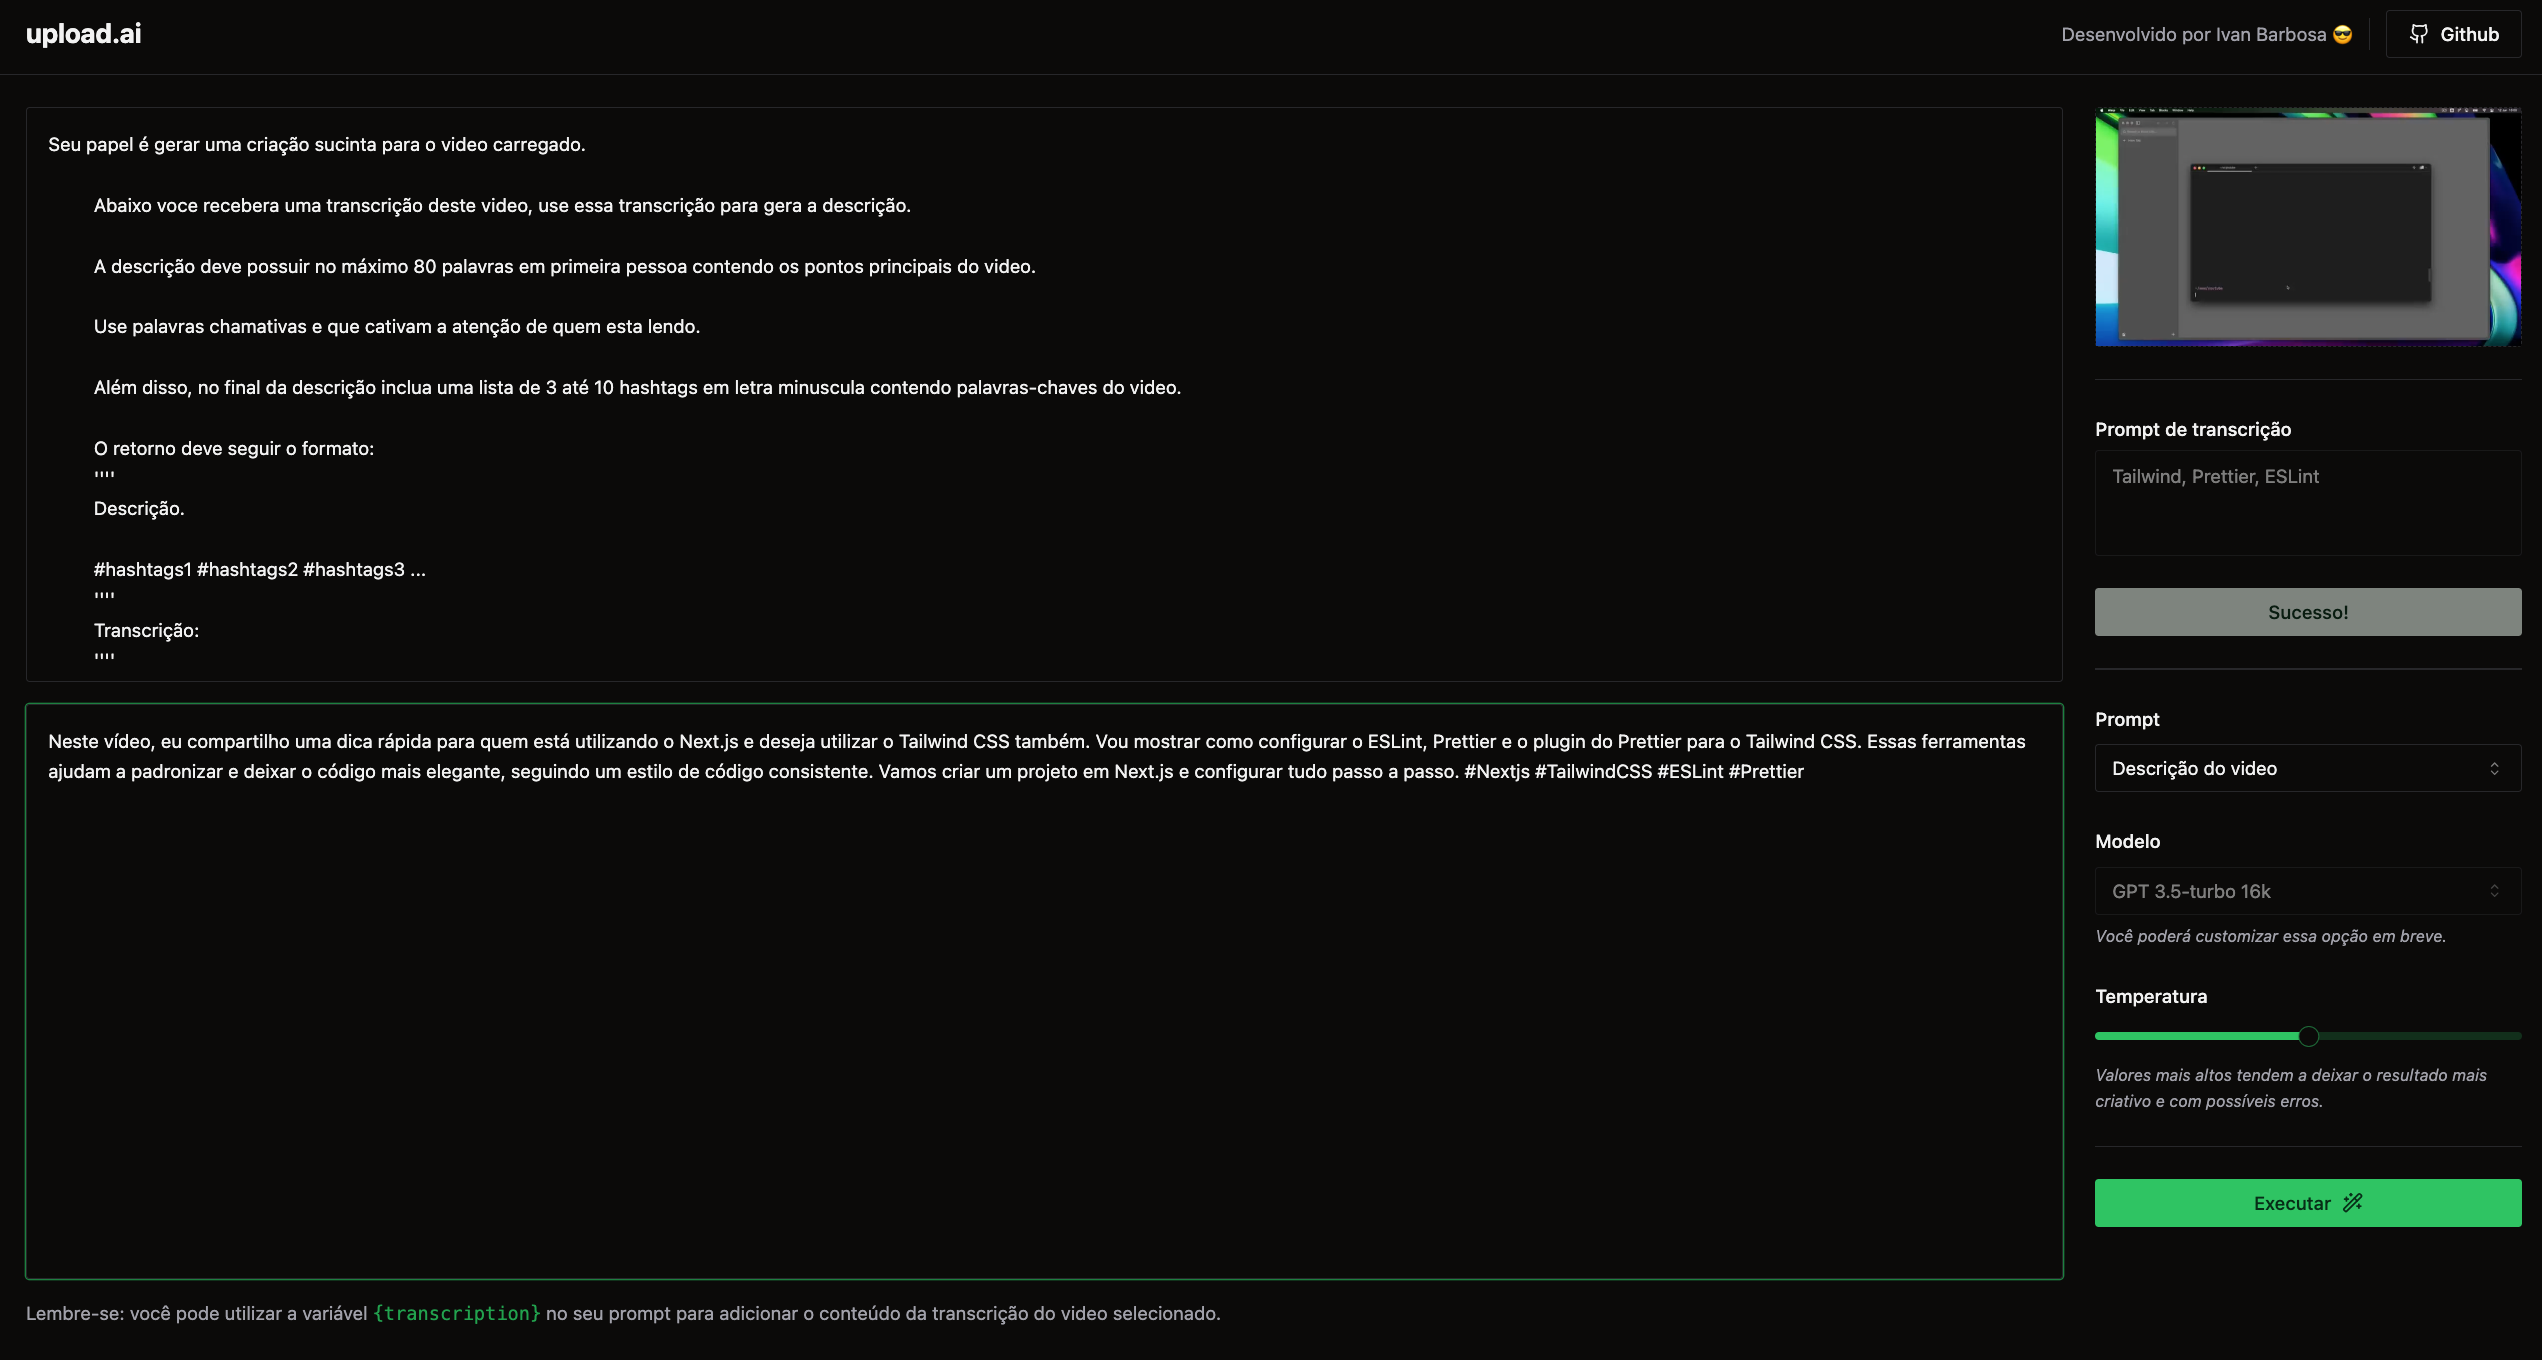 upload.ai
Desenvolvido por Ivan Barbosa 😎
Github
Seu papel é gerar uma criação sucinta para o video carregado.
Abaixo voce recebera uma transcrição deste video, use essa transcrição para gera a descrição.
A descrição deve possuir no máximo 80 palavras em primeira pessoa contendo os pontos principais do video.
Use palavras chamativas e que cativam a atenção de quem esta lendo.
Além disso, no final da descrição inclua uma lista de 3 até 10 hashtags em letra minuscula contendo palavras-chaves do video.
O retorno deve seguir o formato:
''''
Descrição.
#hashtags1 #hashtags2 #hashtags3 ...
''''
Transcrição:
''''
Neste vídeo, eu compartilho uma dica rápida para quem está utilizando o Next.js e deseja utilizar o Tailwind CSS também. Vou mostrar como configurar o ESLint, Prettier e o plugin do Prettier para o Tailwind CSS. Essas ferramentas
ajudam a padronizar e deixar o código mais elegante, seguindo um estilo de código consistente. Vamos criar um projeto em Next.js e configurar tudo passo a passo. #Nextjs #TailwindCSS #ESLint #Prettier
Lembre-se: você pode utilizar a variável {transcription} no seu prompt para adicionar o conteúdo da transcrição do video selecionado.
Prompt de transcrição
Tailwind, Prettier, ESLint
Sucesso!
Prompt
Descrição do video
Modelo
GPT 3.5-turbo 16k
Você poderá customizar essa opção em breve.
Temperatura
Valores mais altos tendem a deixar o resultado mais
criativo e com possíveis erros.
Executar